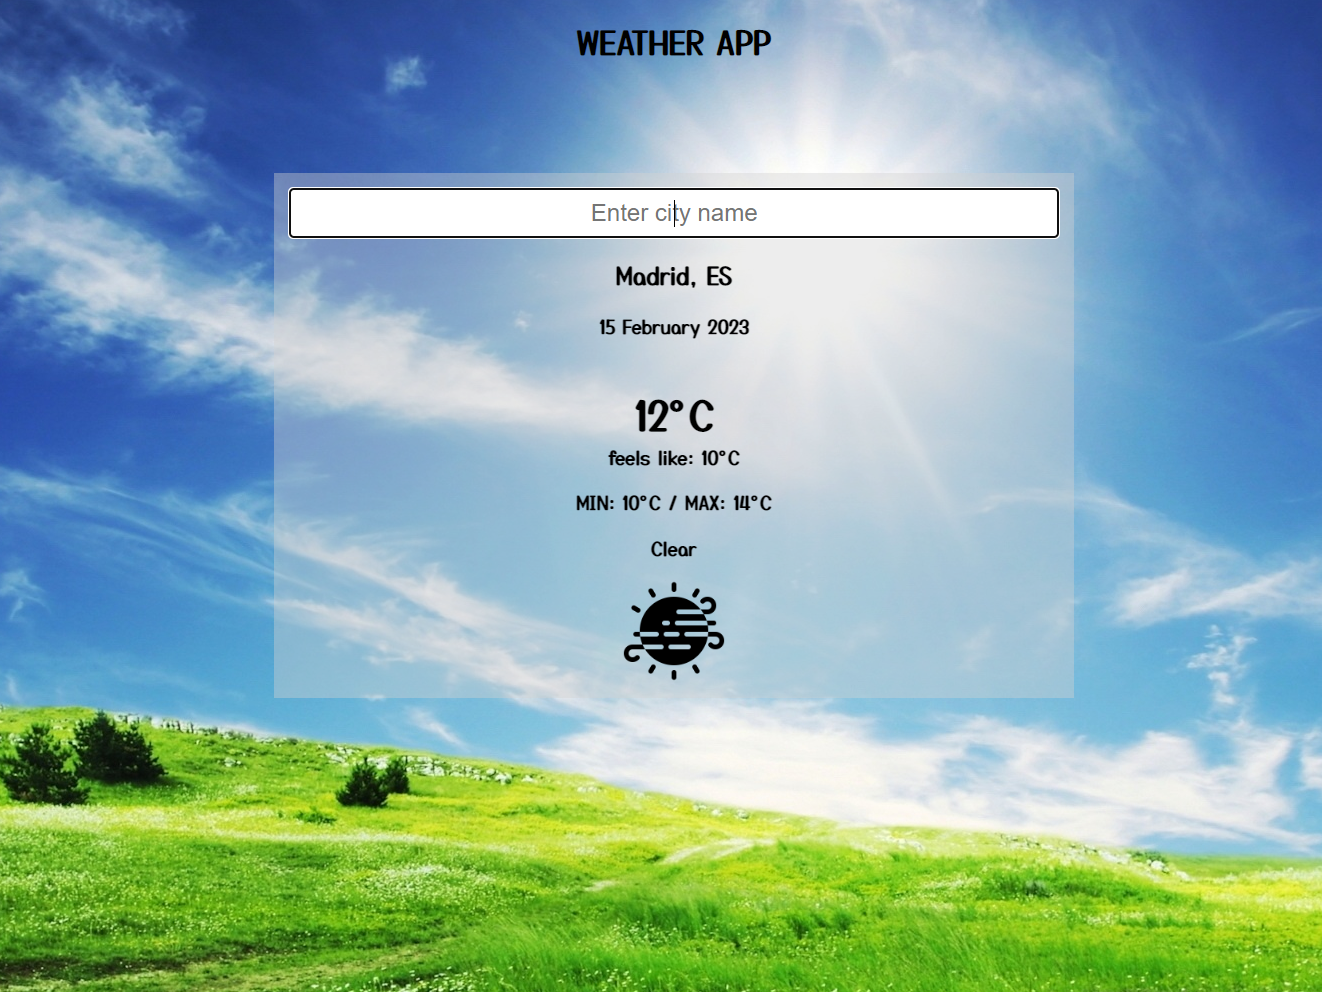 WEATHER APP
Enter city name
Madrid, ES
15 February 2023
12°C
feels like: 10°C
MIN: 10°C / MAX: 14°C
Clear